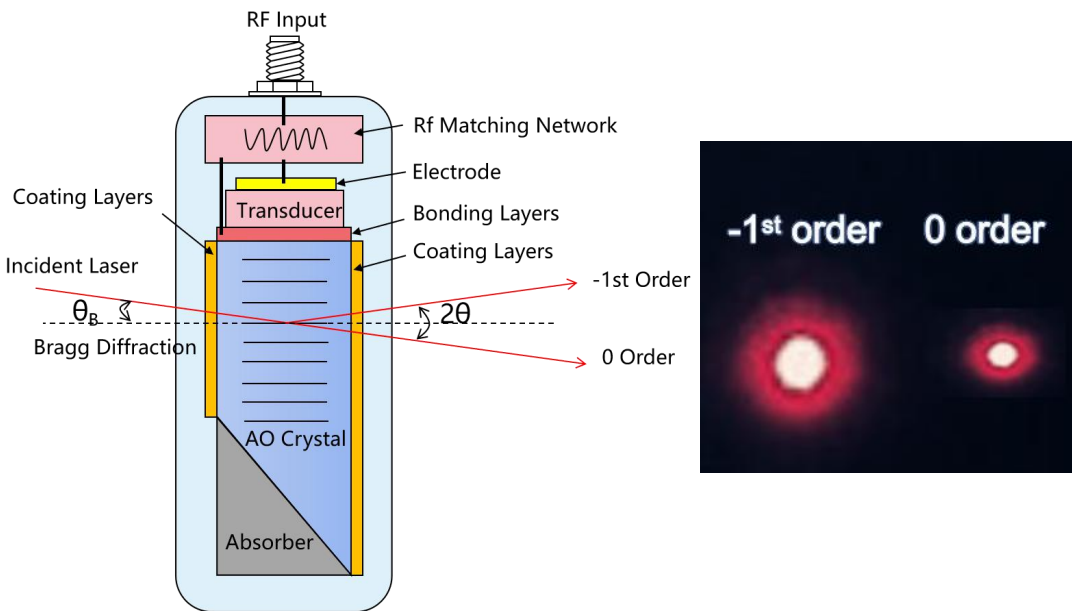 RF Input
Rf Matching Network
Electrode
Coating Layers
Transducer
Bonding Layers
Coating Layers
Incident Laser
-1st Order
θB
2θ
Bragg Diffraction
0 Order
AO Crystal
Absorber
-1st order
0 order